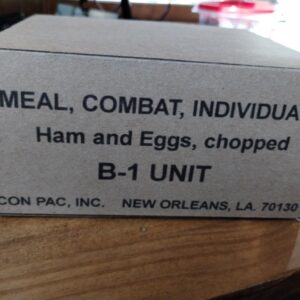 MEAL, COMBAT, INDIVIDUA
Ham and Eggs, chopped
B-1 UNIT
CON PAC, INC. NEW ORLEANS, LA. 70130